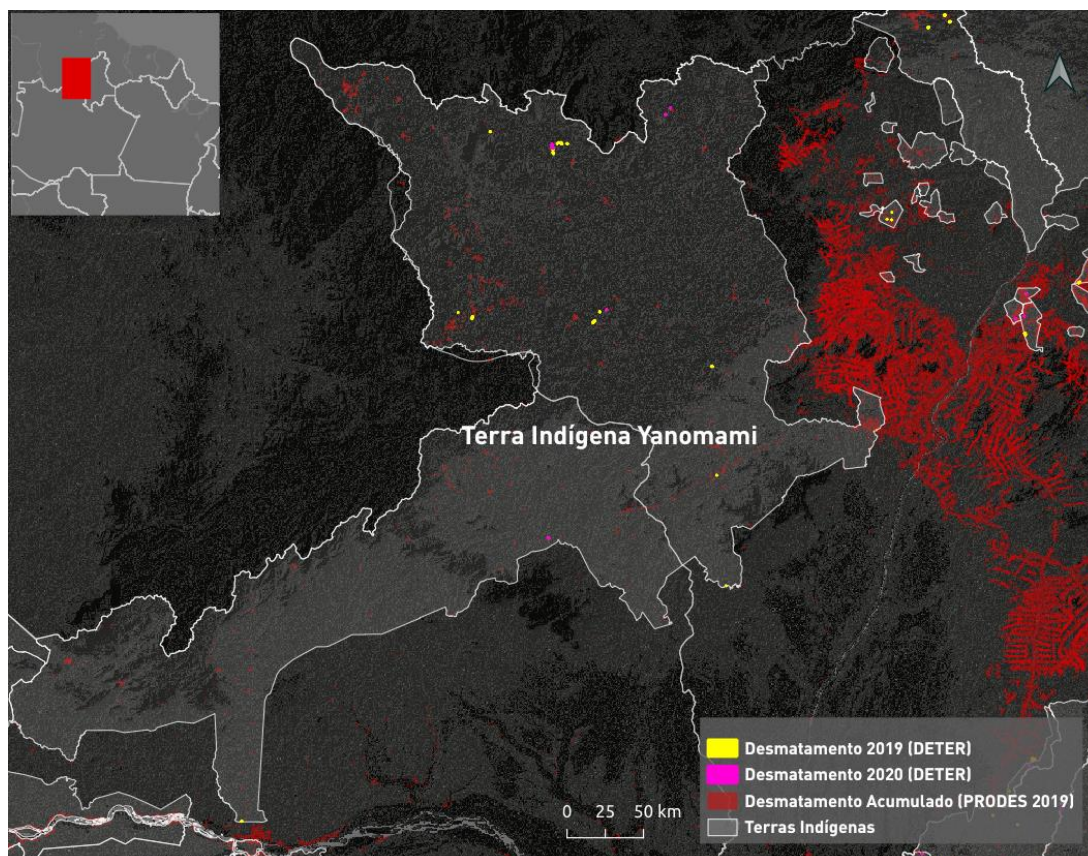 Terra Indígena Yanomami
Desmatamento 2019 (DETER)
Desmatamento 2020 (DETER)
Desmatamento Acumulado (PRODES 2019)
Terras Indígenas
0 25 50 km